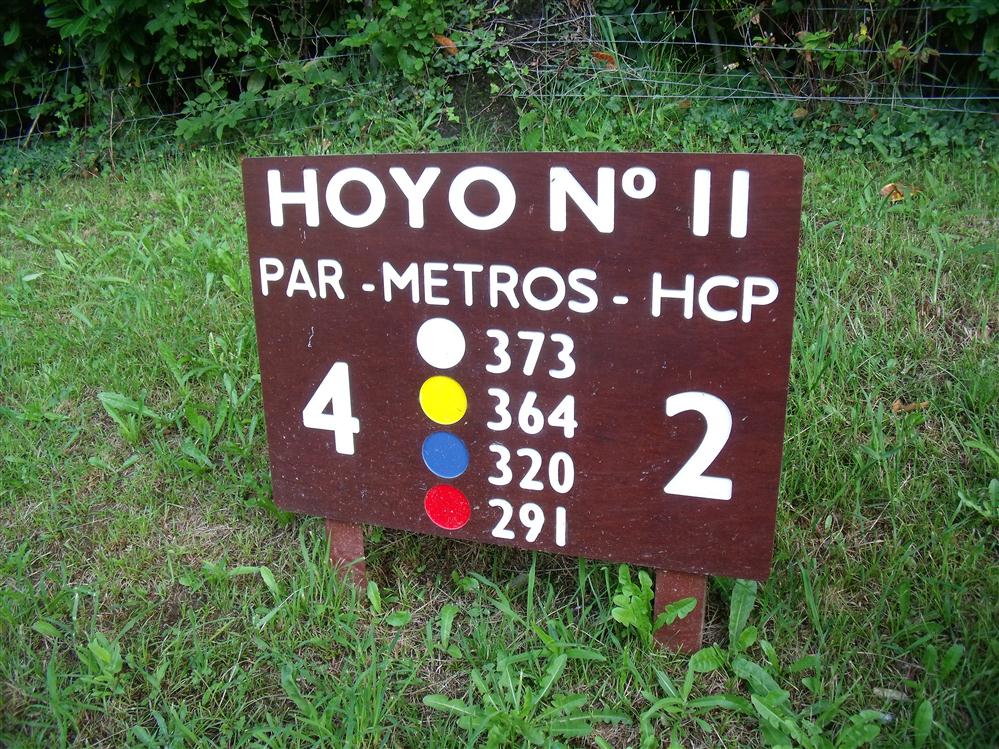 HOYO Nº 11
PAR - METROS - HCP
373
364
4 2
320
291